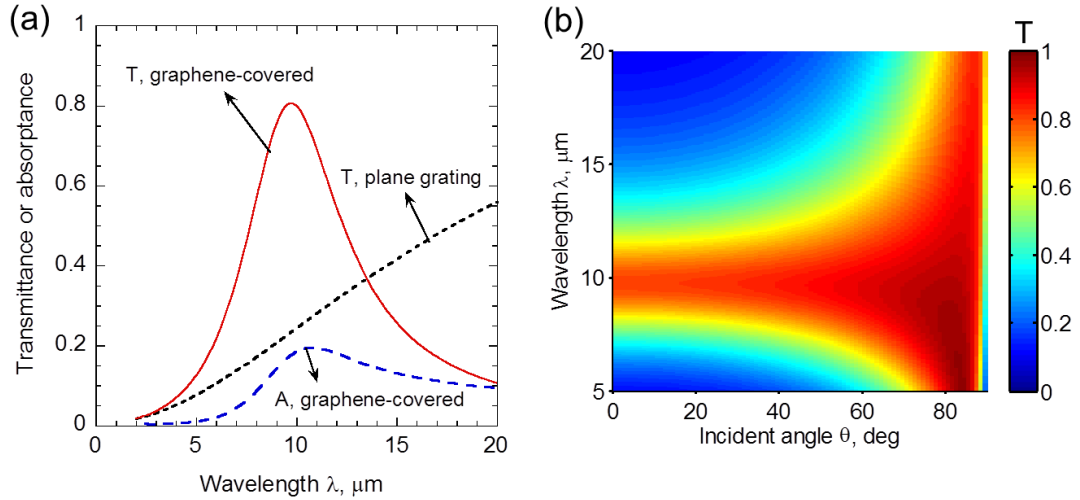 (a)
1
0.8
0.6
0.4
0.2
0
Transmittance or absorptance
T, graphene-covered
T, plane grating
A, graphene-covered
0 5 10 15 20
Wavelength λ, μm
(b)
T
20
15
10
5
Wavelength λ, μm
0 20 40 60 80
Incident angle θ, deg
1
0.8
0.6
0.4
0.2
0